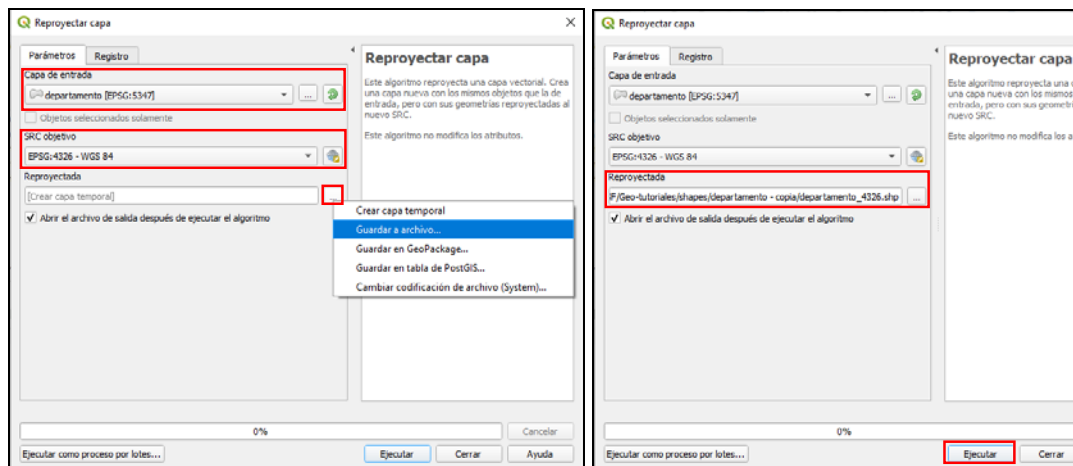 Reproyectar capa
Parámetros
Registro
Capa de entrada
departamento [EPSG:5347]
...
Objetos seleccionados solamente
SRC objetivo
EPSG:4326 - WGS 84
Reproyectada
[Crear capa temporal]
...
Abrir el archivo de salida después de ejecutar el algoritmo
Crear capa temporal
Guardar a archivo...
Guardar en GeoPackage...
Guardar en tabla de PostGIS...
Cambiar codificación de archivo (System)...
Reproyectar capa
Este algoritmo reproyecta una capa vectorial. Crea
una capa nueva con los mismos objetos que la de
entrada, pero con sus geometrías reproyectadas al
nuevo SRC.
Este algoritmo no modifica los atributos.
0%
Cancelar
Ejecutar como proceso por lotes...
Ejecutar
Cerrar
Ayuda
Reproyectar capa
Parámetros
Registro
Capa de entrada
departamento [EPSG:5347]
...
Objetos seleccionados solamente
SRC objetivo
EPSG:4326 - WGS 84
Reproyectada
F/Geo-tutoriales/shapes/departamento - copia/departamento_4326.shp
...
Abrir el archivo de salida después de ejecutar el algoritmo
Reproyectar capa
Este algoritmo reproyecta una
una capa nueva con los mismos
entrada, pero con sus
nuevo SRC.
Este algoritmo no modifica los
0%
Ejecutar como proceso por lotes...
Ejecutar
Cerrar